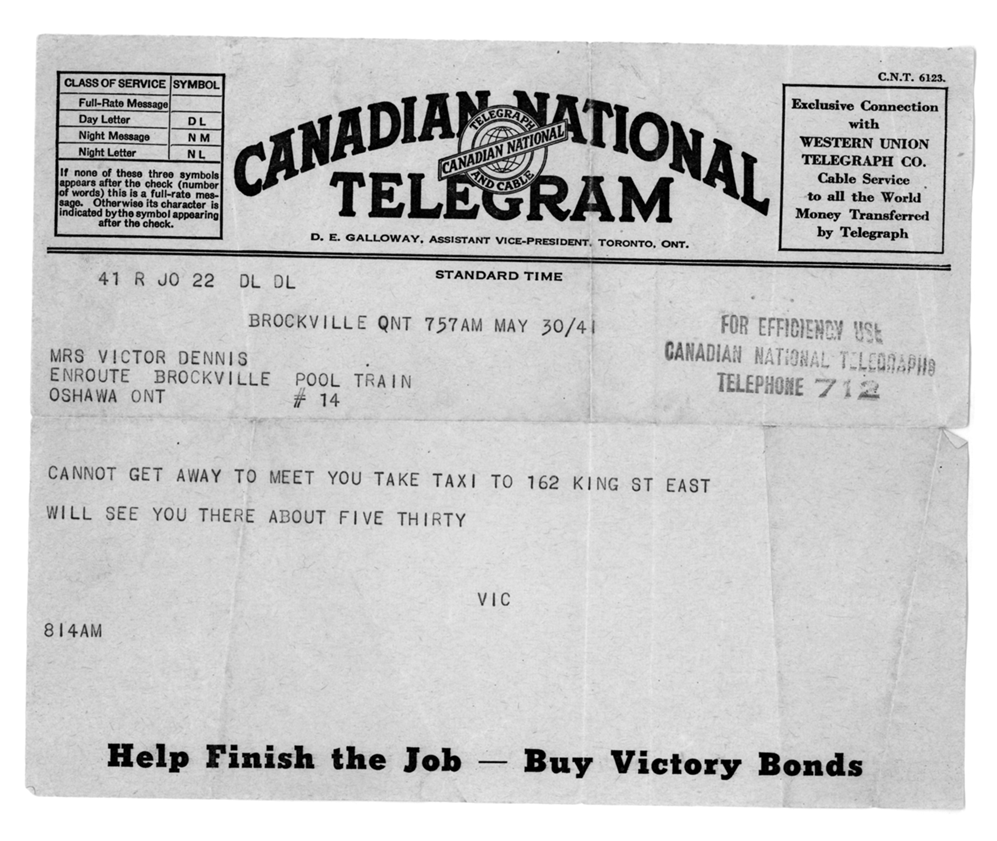 C.N.T. 6123.
CLASS OF SERVICE SYMBOL
Full-Rate Message
Day Letter D L
Night Message N M
Night Letter N L
If none of these three symbols
appears after the check (number
of words) this is a full-rate mes-
sage. Otherwise its character is
indicated by the symbol appearing
after the check.
CANADIAN NATIONAL
TELEGRAM
TELEGRAPH
CANADIAN NATIONAL
AND CABLE
D. E. GALLOWAY, ASSISTANT VICE-PRESIDENT, TORONTO, ONT.
Exclusive Connection
with
WESTERN UNION
TELEGRAPH CO.
Cable Service
to all the World
Money Transferred
by Telegraph
STANDARD TIME
41 R JO 22 DL DL
BROCKVILLE QNT 757AM MAY 30/41
MRS VICTOR DENNIS
ENROUTE BROCKVILLE POOL TRAIN
OSHAWA ONT # 14
FOR EFFICIENCY USE
CANADIAN NATIONAL TELEGRAPHS
TELEPHONE 712
CANNOT GET AWAY TO MEET YOU TAKE TAXI TO 162 KING ST EAST
WILL SEE YOU THERE ABOUT FIVE THIRTY
VIC
814AM
Help Finish the Job — Buy Victory Bonds